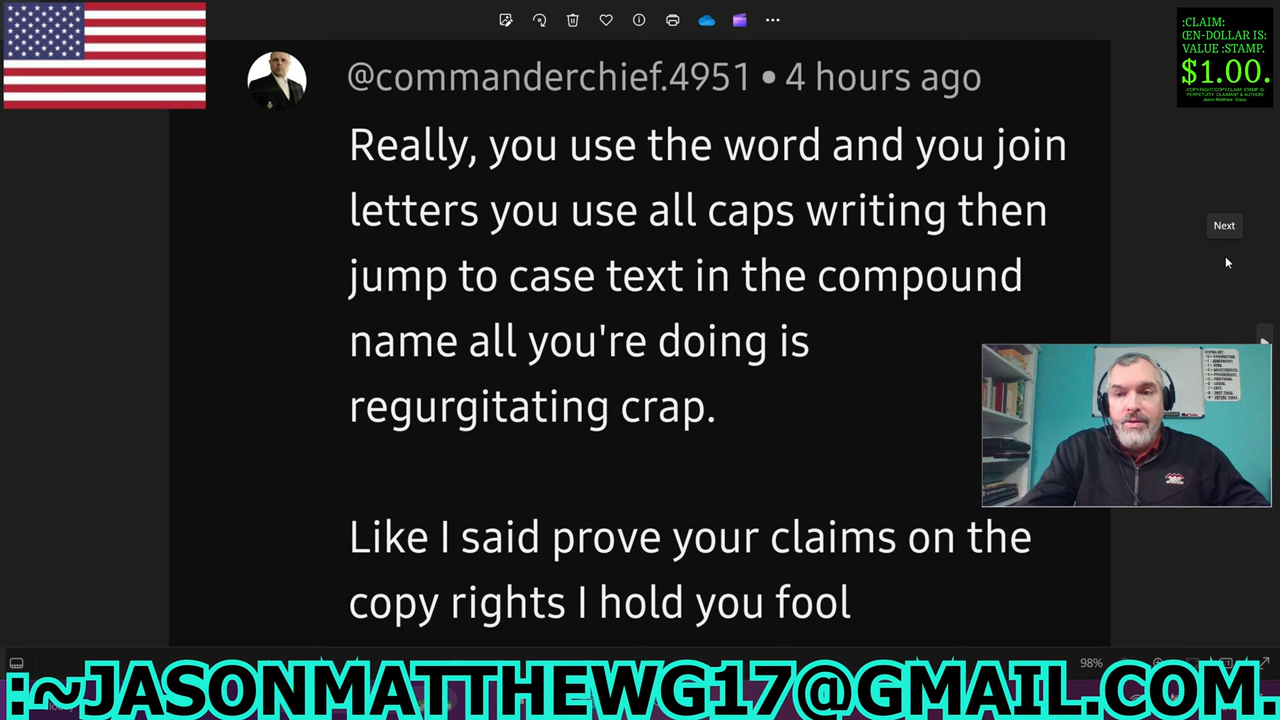 :CLAIM:
ŒN-DOLLAR IS:
VALUE :STAMP.
$1.00.
@commanderchief.4951 • 4 hours ago
Really, you use the word and you join
letters you use all caps writing then
jump to case text in the compound
name all you're doing is
regurgitating crap.
Like I said prove your claims on the
copy rights I hold you fool
Next
98%
:~JASONMATTHEWG17@GMAIL.COM.